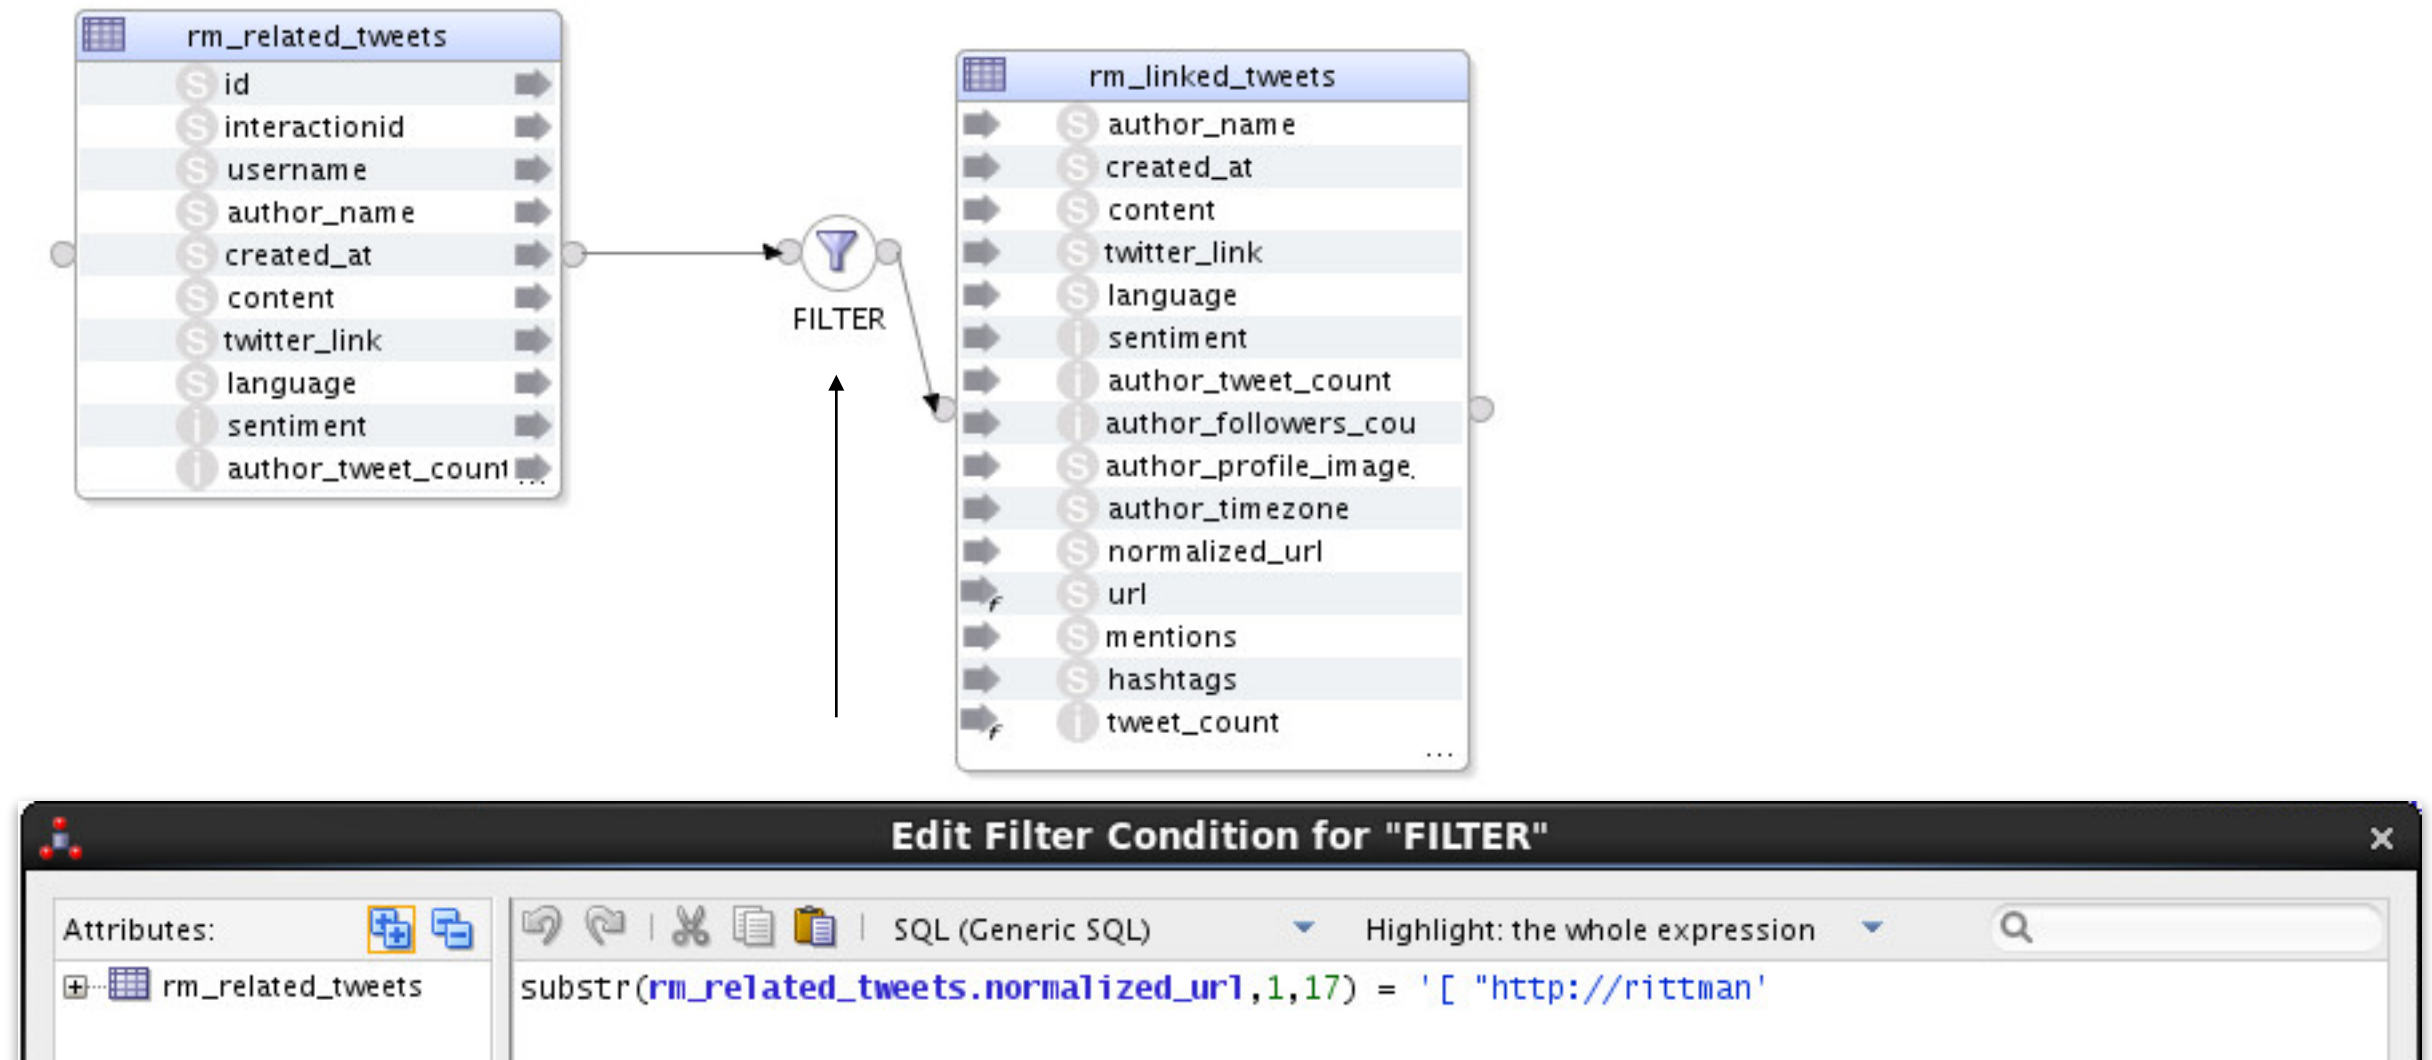 rm_related_tweets
id
interactionid
username
author_name
created_at
content
twitter_link
language
sentiment
author_tweet_count
...
FILTER
rm_linked_tweets
author_name
created_at
content
twitter_link
language
sentiment
author_tweet_count
author_followers_cou
author_profile_image_
author_timezone
normalized_url
url
mentions
hashtags
tweet_count
...
Edit Filter Condition for "FILTER"
Attributes:
SQL (Generic SQL)
Highlight: the whole expression
rm_related_tweets
substr(rm_related_tweets.normalized_url,1,17) = '[ "http://rittman'